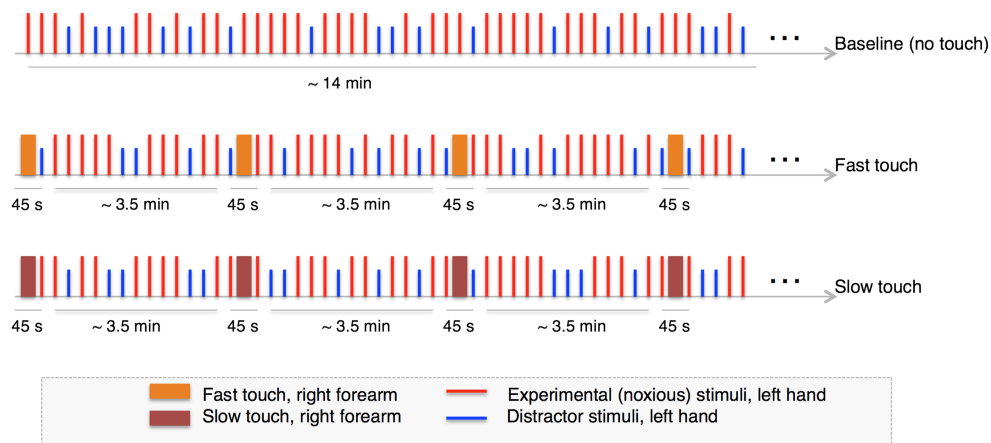 ... Baseline (no touch)
~ 14 min
... Fast touch
45 s ~ 3.5 min 45 s ~ 3.5 min 45 s ~ 3.5 min 45 s
... Slow touch
45 s ~ 3.5 min 45 s ~ 3.5 min 45 s ~ 3.5 min 45 s
Fast touch, right forearm Experimental (noxious) stimuli, left hand
Slow touch, right forearm Distractor stimuli, left hand